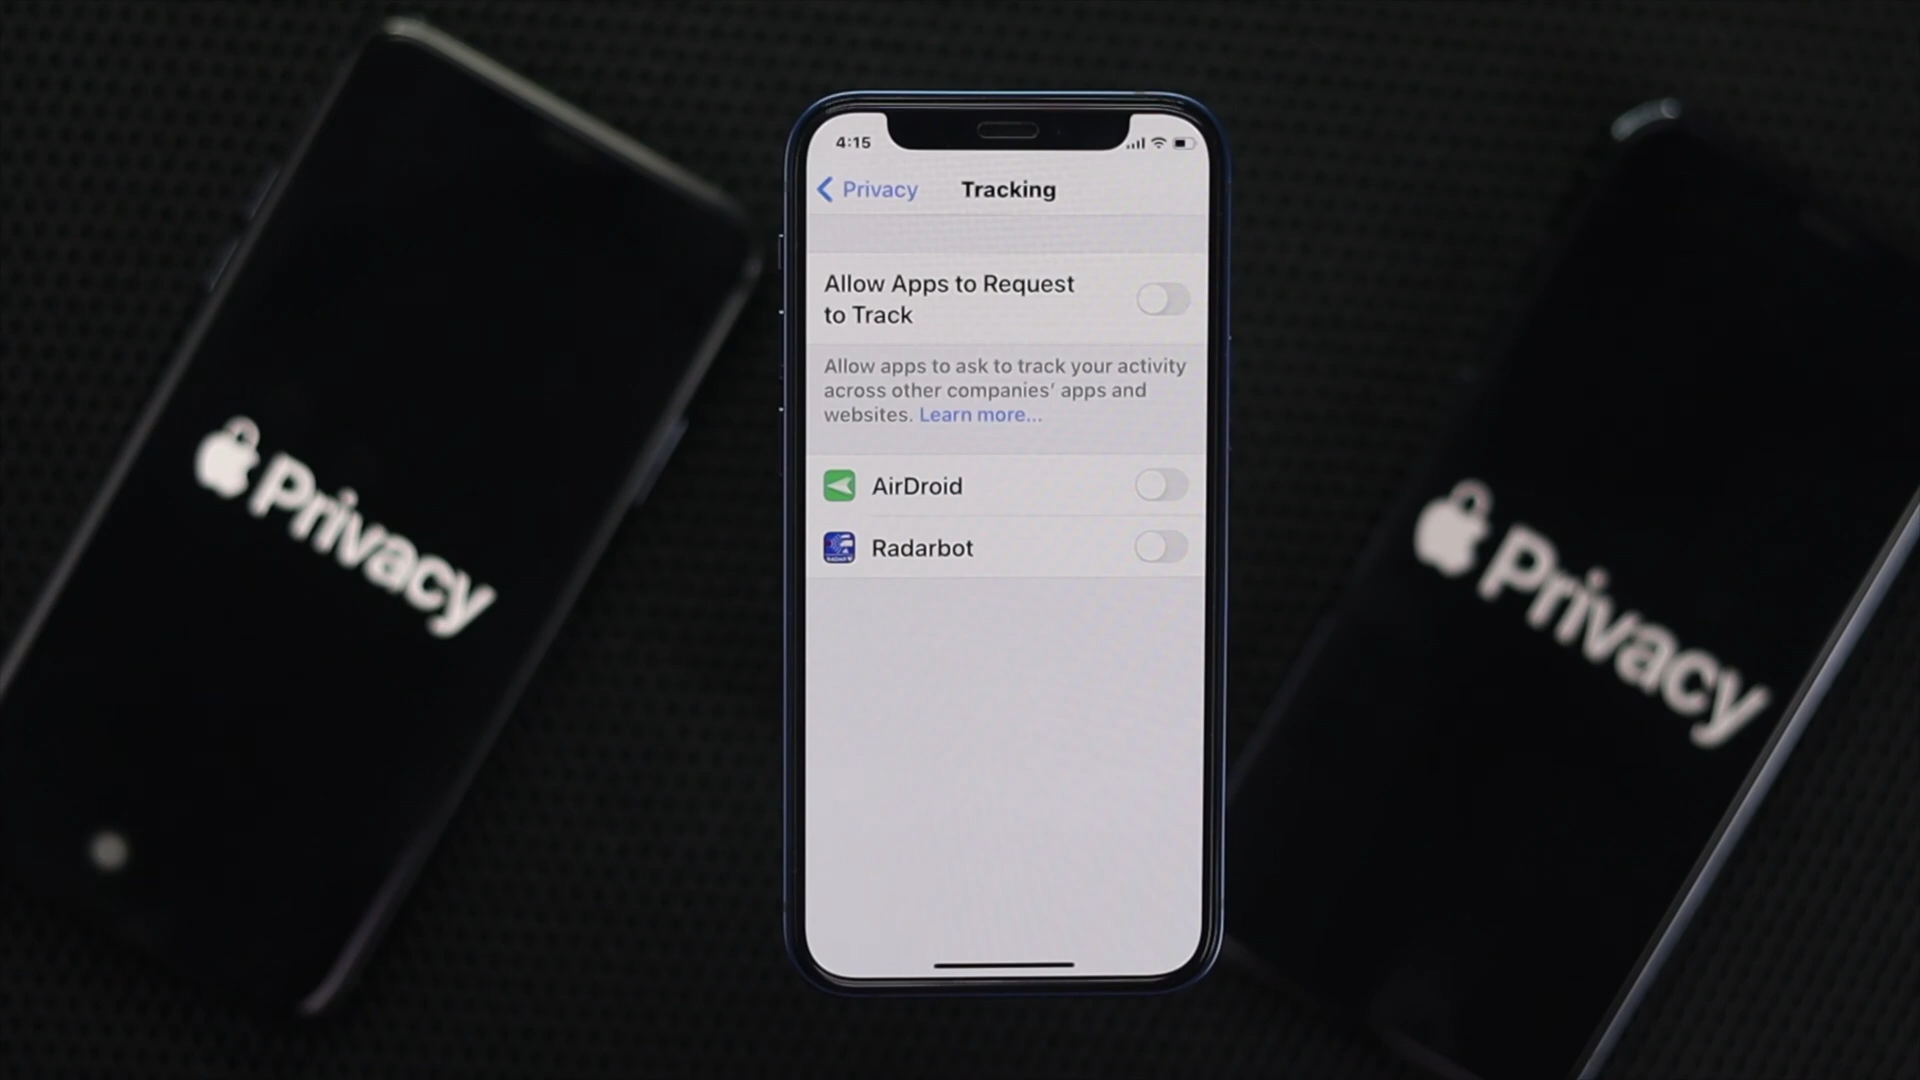 Privacy
4:15
Privacy
Tracking
Allow Apps to Request
to Track
Allow apps to ask to track your activity
across other companies' apps and
websites. Learn more...
AirDroid
Radarbot
Privacy